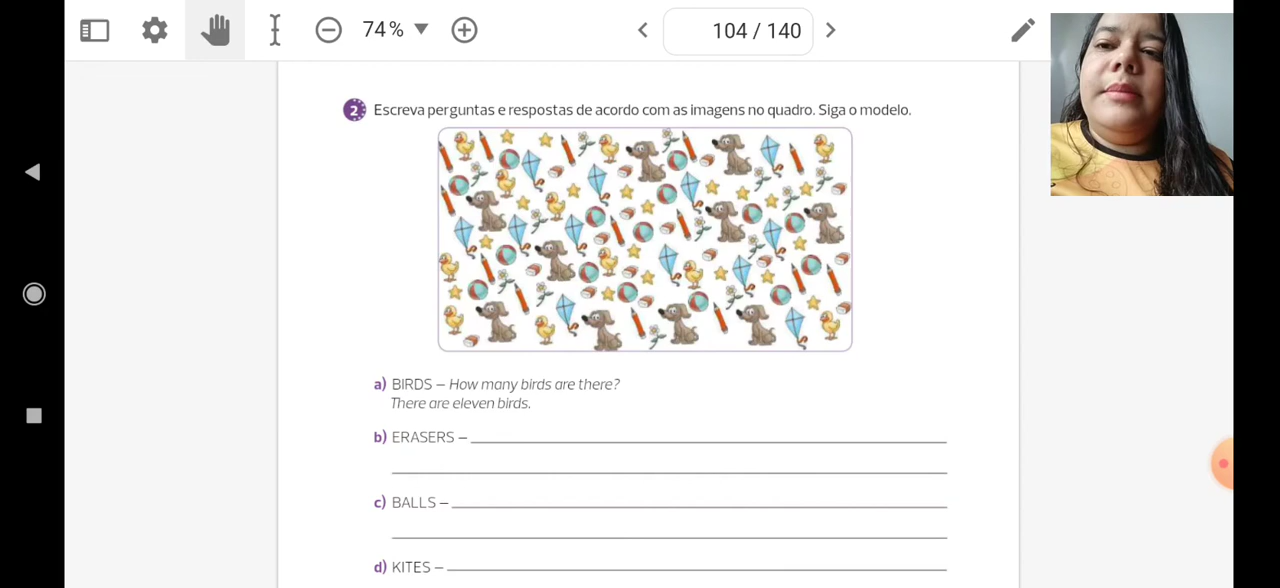 74%
104 / 140
2 Escreva perguntas e respostas de acordo com as imagens no quadro. Siga o modelo.
a) BIRDS – How many birds are there?
There are eleven birds.
b) ERASERS –
c) BALLS –
d) KITES –